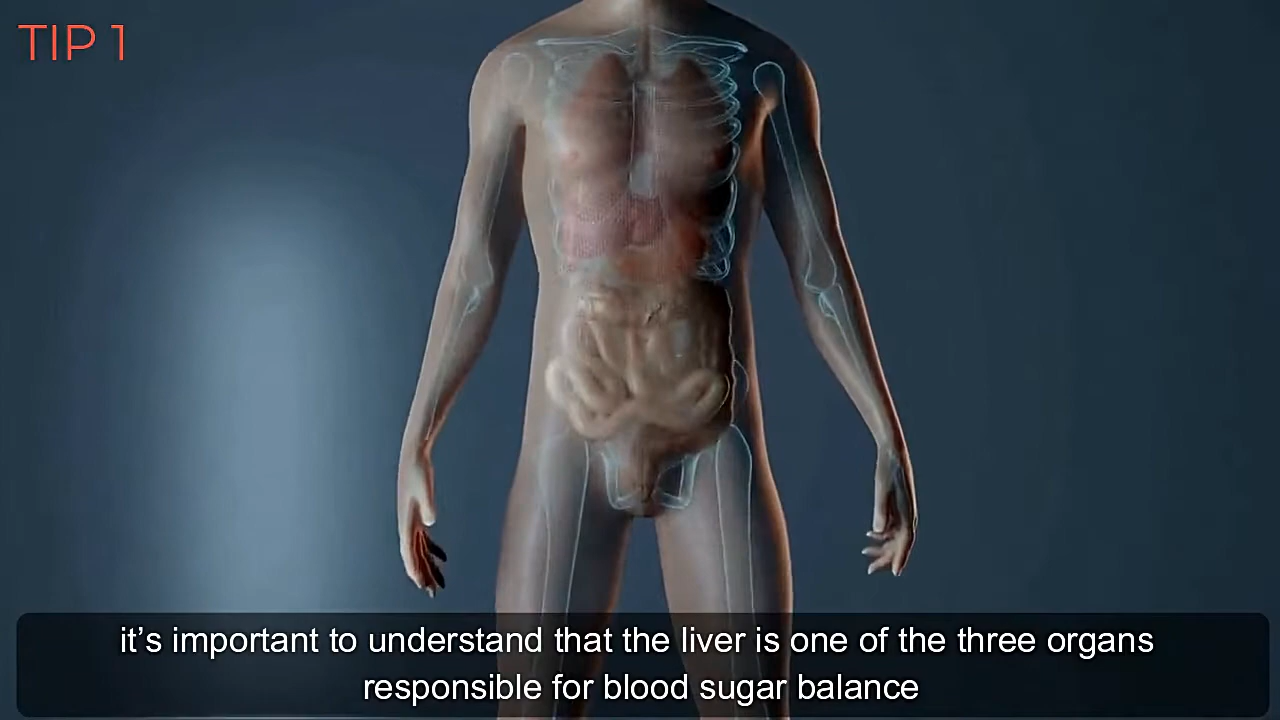 TIP 1
it’s important to understand that the liver is one of the three organs
responsible for blood sugar balance